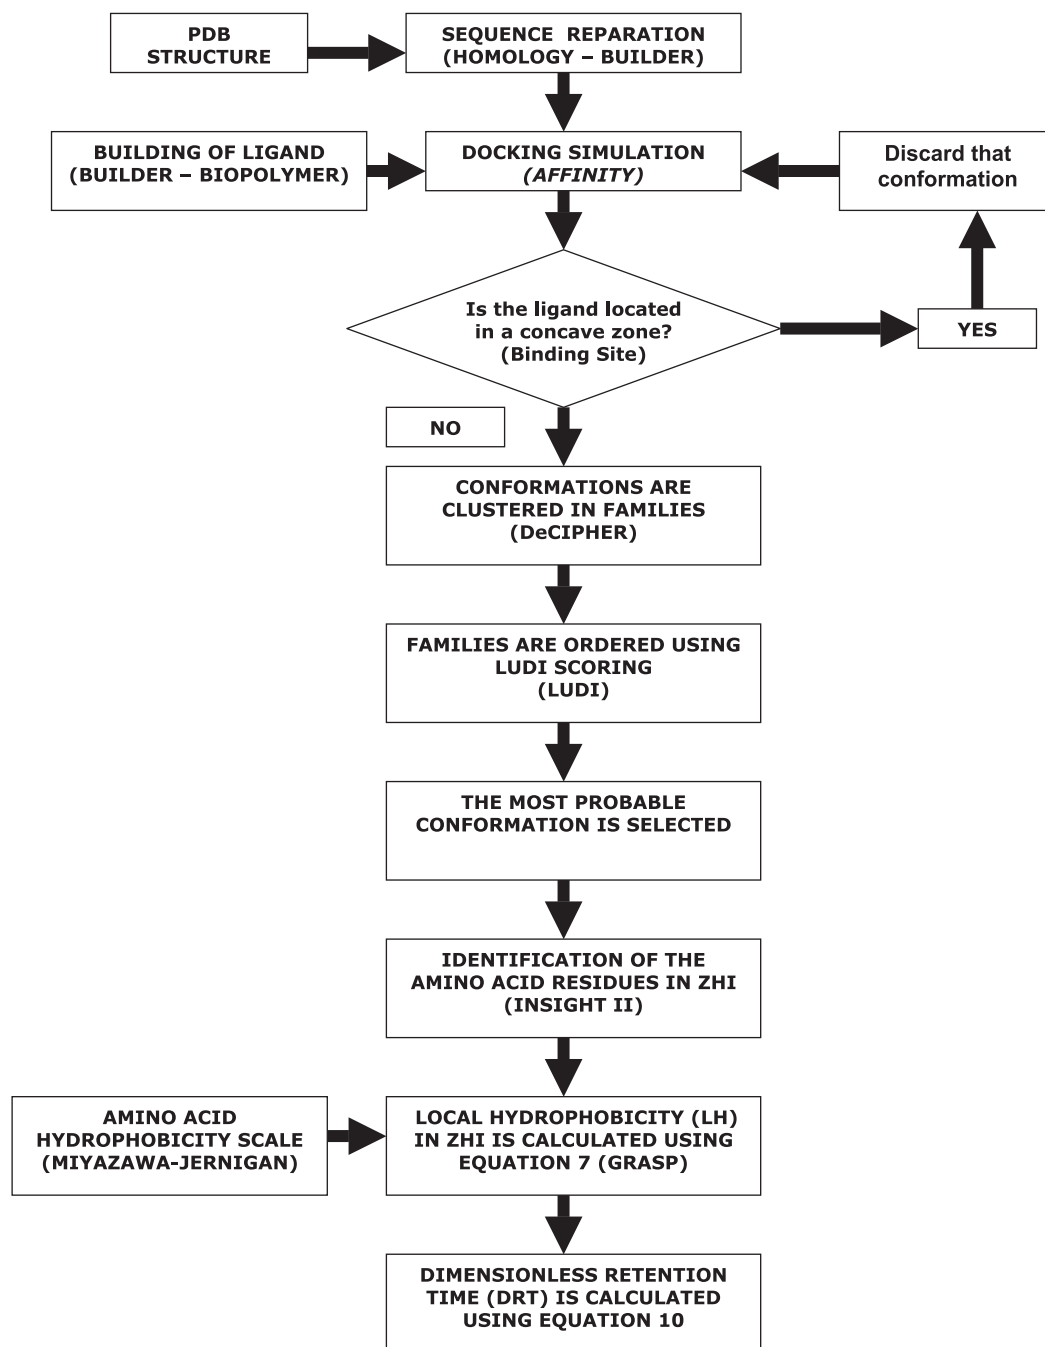 PDB
STRUCTURE
SEQUENCE REPARATION
(HOMOLOGY – BUILDER)
BUILDING OF LIGAND
(BUILDER – BIOPOLYMER)
DOCKING SIMULATION
(AFFINITY)
Discard that
conformation
Is the ligand located
in a concave zone?
(Binding Site)
YES
NO
CONFORMATIONS ARE
CLUSTERED IN FAMILIES
(DeCIPHER)
FAMILIES ARE ORDERED USING
LUDI SCORING
(LUDI)
THE MOST PROBABLE
CONFORMATION IS SELECTED
IDENTIFICATION OF THE
AMINO ACID RESIDUES IN ZHI
(INSIGHT II)
AMINO ACID
HYDROPHOBICITY SCALE
(MIYAZAWA-JERNIGAN)
LOCAL HYDROPHOBICITY (LH)
IN ZHI IS CALCULATED USING
EQUATION 7 (GRASP)
DIMENSIONLESS RETENTION
TIME (DRT) IS CALCULATED
USING EQUATION 10